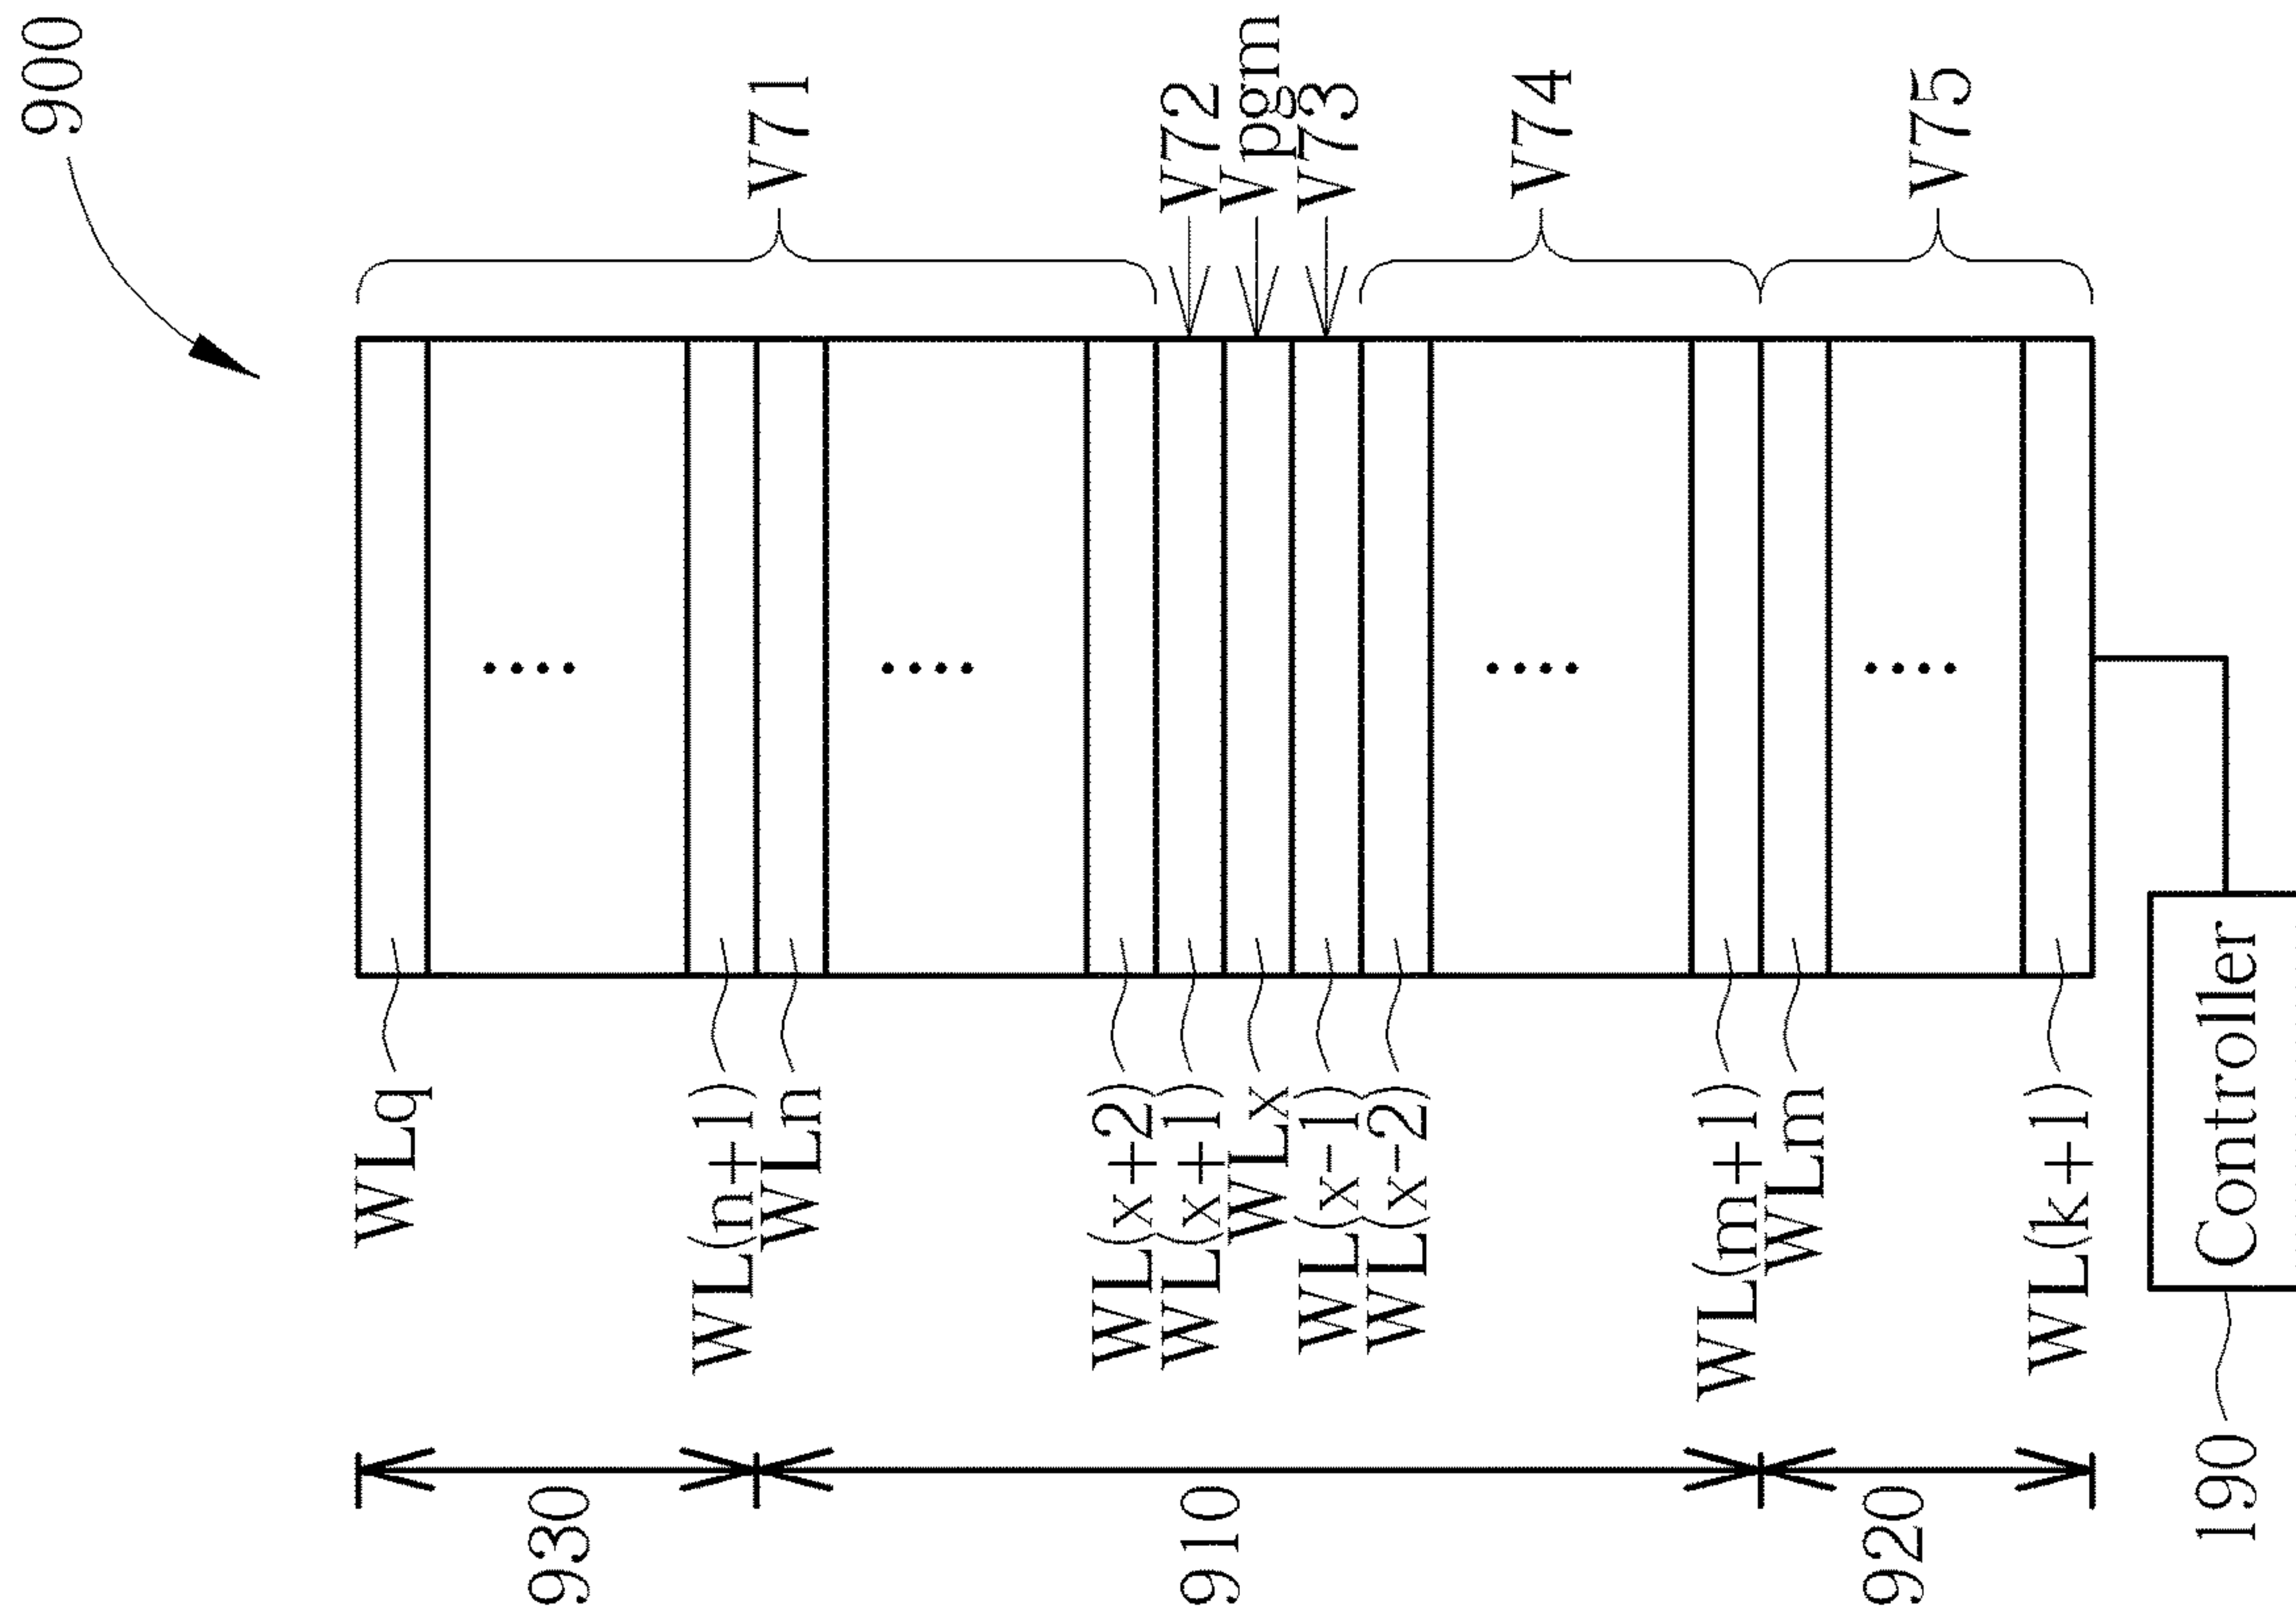 900
WLq
WL(n+1)
WLn
WL(x+2)
WL(x+1)
WLx
WL(x-1)
WL(x-2)
WL(m+1)
WLm
WL(k+1)
V71
V72
Vpgm
V73
V74
V75
930
910
920
190
Controller